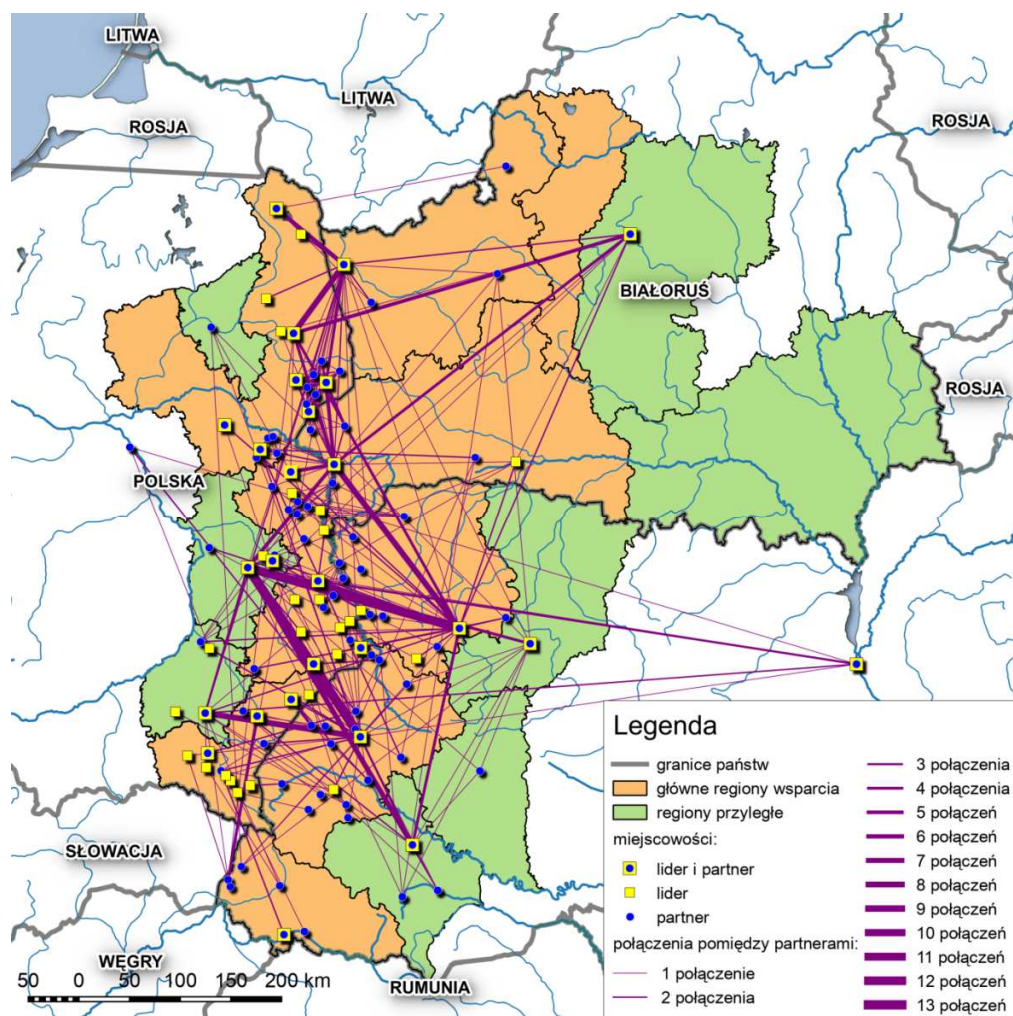 LITWA
LITWA
ROSJA
ROSJA
BIAŁORUŚ
ROSJA
POLSKA
SŁOWACJA
WĘGRY
RUMUNIA
50 0 50 100 150 200 km
Legenda
granice państw
główne regiony wsparcia
regiony przyległe
miejscowości:
lider i partner
lider
partner
połączenia pomiędzy partnerami:
1 połączenie
2 połączenia
3 połączenia
4 połączenia
5 połączeń
6 połączeń
7 połączeń
8 połączeń
9 połączeń
10 połączeń
11 połączeń
12 połączeń
13 połączeń